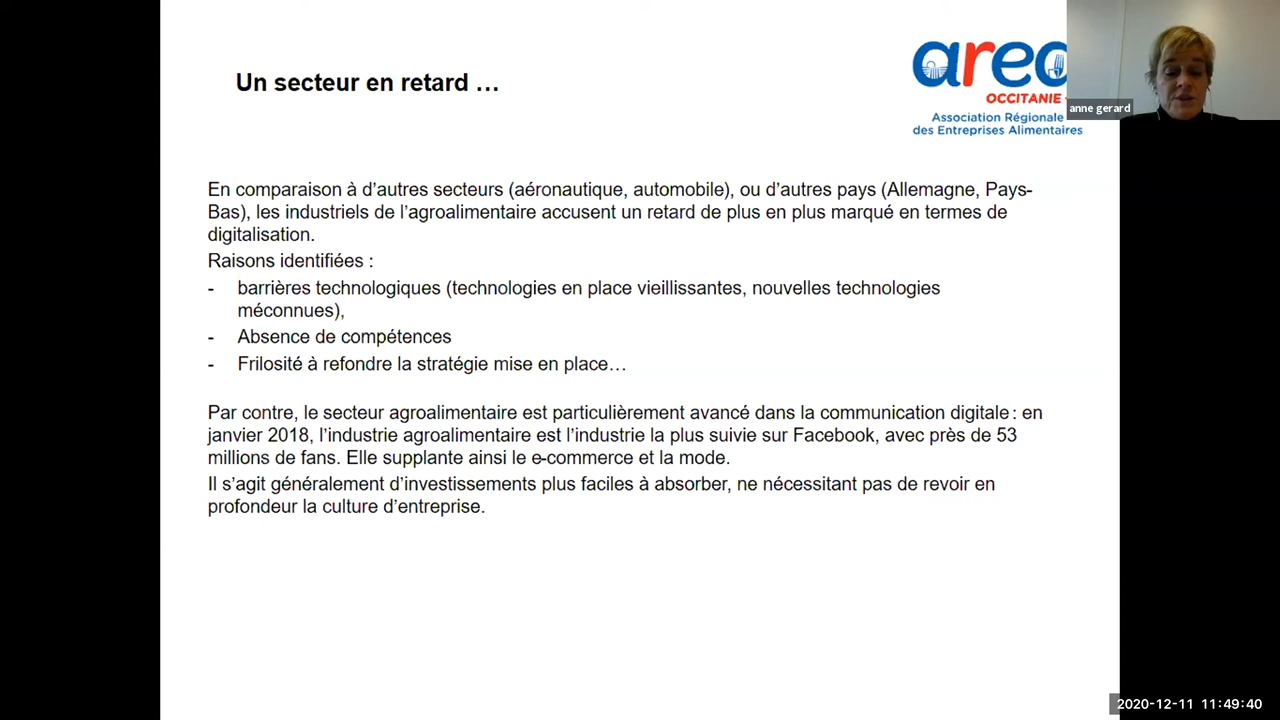 Un secteur en retard …
OCCITANIE
Association Régionale
des Entreprises Alimentaires
anne gerard
En comparaison à d'autres secteurs (aéronautique, automobile), ou d'autres pays (Allemagne, Pays-
Bas), les industriels de l'agroalimentaire accusent un retard de plus en plus marqué en termes de
digitalisation.
Raisons identifiées :
- barrières technologiques (technologies en place vieillissantes, nouvelles technologies
méconnues),
- Absence de compétences
- Frilosité à refondre la stratégie mise en place…
Par contre, le secteur agroalimentaire est particulièrement avancé dans la communication digitale : en
janvier 2018, l'industrie agroalimentaire est l'industrie la plus suivie sur Facebook, avec près de 53
millions de fans. Elle supplante ainsi le e-commerce et la mode.
Il s'agit généralement d'investissements plus faciles à absorber, ne nécessitant pas de revoir en
profondeur la culture d'entreprise.
2020-12-11 11:49:40